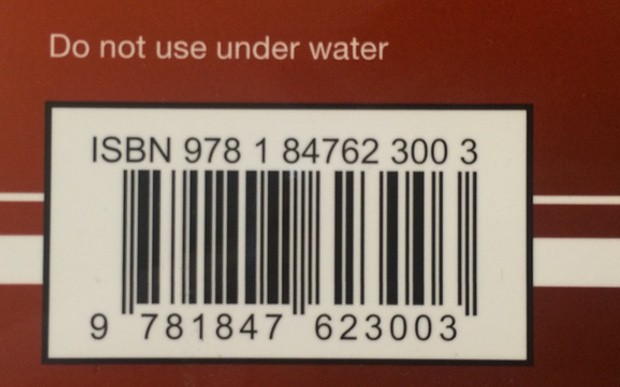 Do not use under water
ISBN 978 1 84762 300 3
9 781847 623003